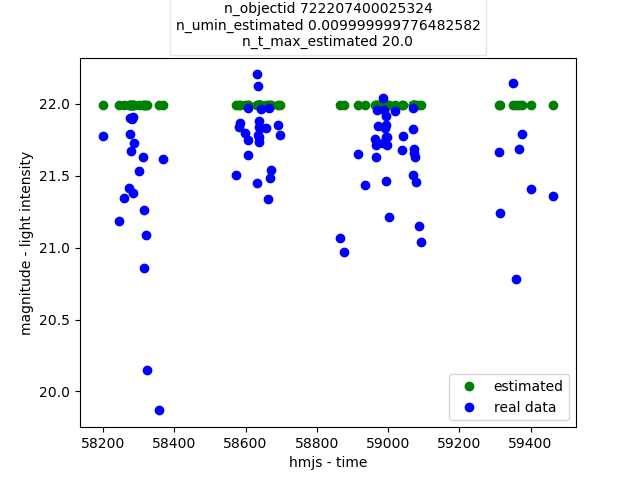 n_objectid 722207400025324
n_umin_estimated 0.009999999776482582
n_t_max_estimated 20.0
22.0
21.5
21.0
20.5
20.0
magnitude - light intensity
estimated
real data
58200 58400 58600 58800 59000 59200 59400
hmjs - time